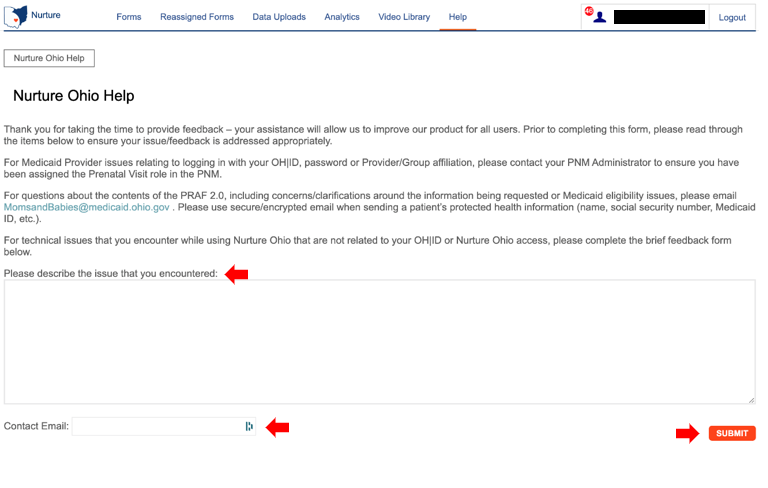 Nurture
Forms Reassigned Forms Data Uploads Analytics Video Library Help
46
Logout
Nurture Ohio Help
Nurture Ohio Help
Thank you for taking the time to provide feedback – your assistance will allow us to improve our product for all users. Prior to completing this form, please read through
the items below to ensure your issue/feedback is addressed appropriately.
For Medicaid Provider issues relating to logging in with your OH|ID, password or Provider/Group affiliation, please contact your PNM Administrator to ensure you have
been assigned the Prenatal Visit role in the PNM.
For questions about the contents of the PRAF 2.0, including concerns/clarifications around the information being requested or Medicaid eligibility issues, please email
MomsandBabies@medicaid.ohio.gov . Please use secure/encrypted email when sending a patient's protected health information (name, social security number, Medicaid
ID, etc.).
For technical issues that you encounter while using Nurture Ohio that are not related to your OH|ID or Nurture Ohio access, please complete the brief feedback form
below.
Please describe the issue that you encountered:
Contact Email:
SUBMIT